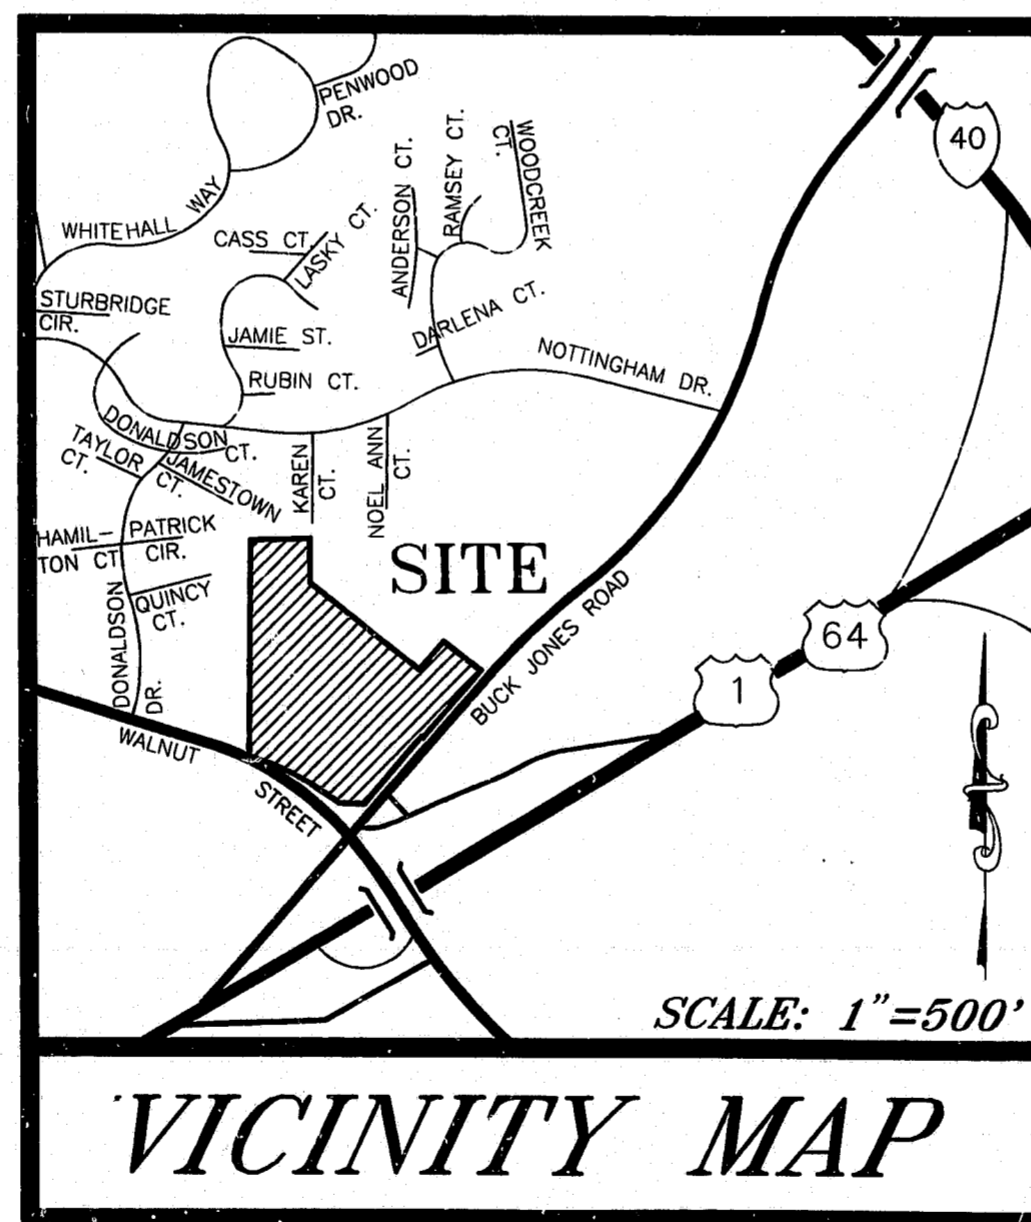 PENWOOD
DR.
40
WHITEHALL WAY
CASS CT.
LASKY CT.
ANDERSON CT.
RAMSEY CT.
WOODCREEK
CT.
STURBRIDGE
CIR.
JAMIE ST.
DARLENA CT.
RUBIN CT.
NOTTINGHAM DR.
DONALDSON
CT.
TAYLOR
CT.
JAMESTOWN
CT.
KAREN
CT.
NOEL ANN
CT.
HAMIL-
TON CT
PATRICK
CIR.
QUINCY
CT.
DONALDSON
DR.
SITE
BUCK JONES ROAD
64
1
WALNUT
STREET
SCALE: 1"=500'
VICINITY MAP